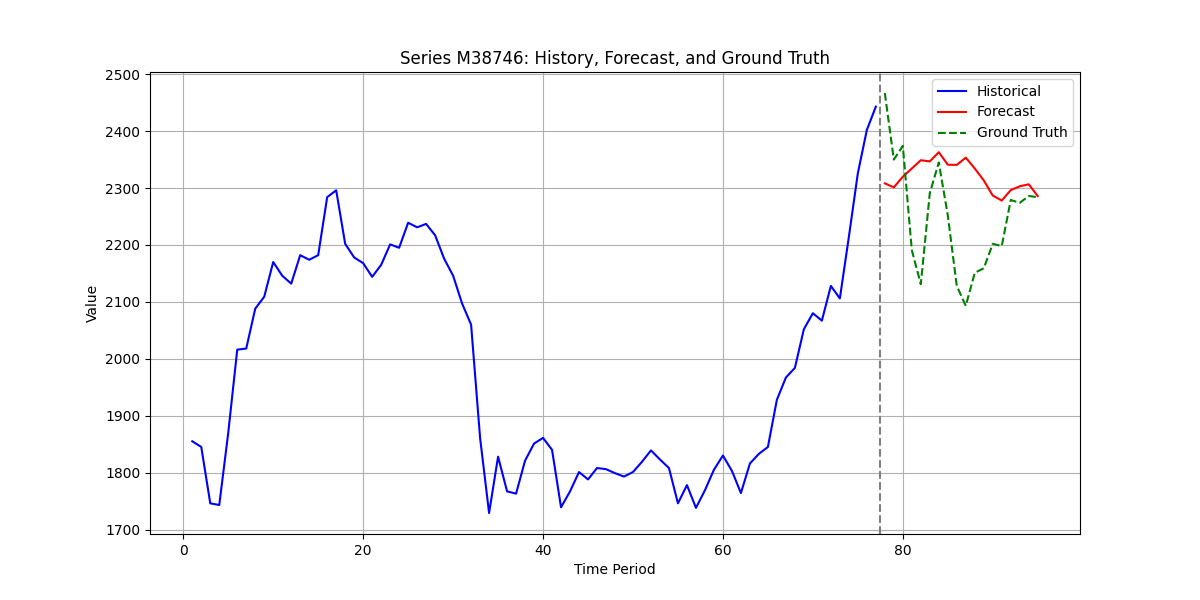 Series M38746: History, Forecast, and Ground Truth
Value
2500
2400
2300
2200
2100
2000
1900
1800
1700
Historical
Forecast
Ground Truth
0
20
40
60
80
Time Period